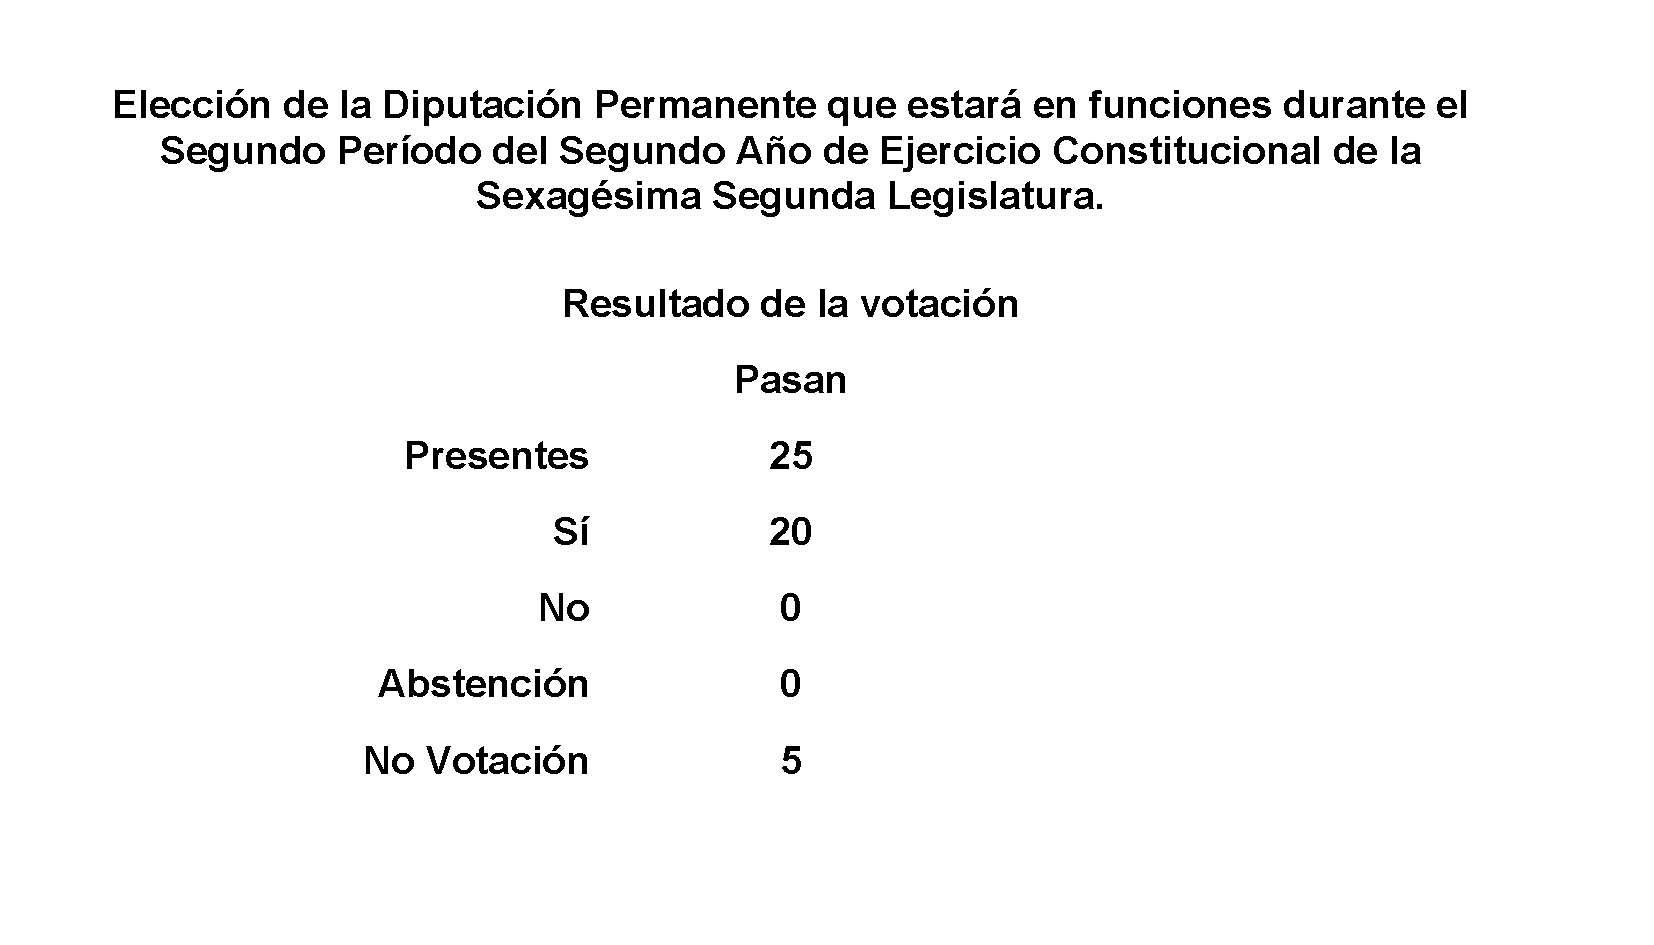 Elección de la Diputación Permanente que estará en funciones durante el
Segundo Período del Segundo Año de Ejercicio Constitucional de la
Sexagésima Segunda Legislatura.
Resultado de la votación
Pasan
Presentes 25
Sí 20
No 0
Abstención 0
No Votación 5